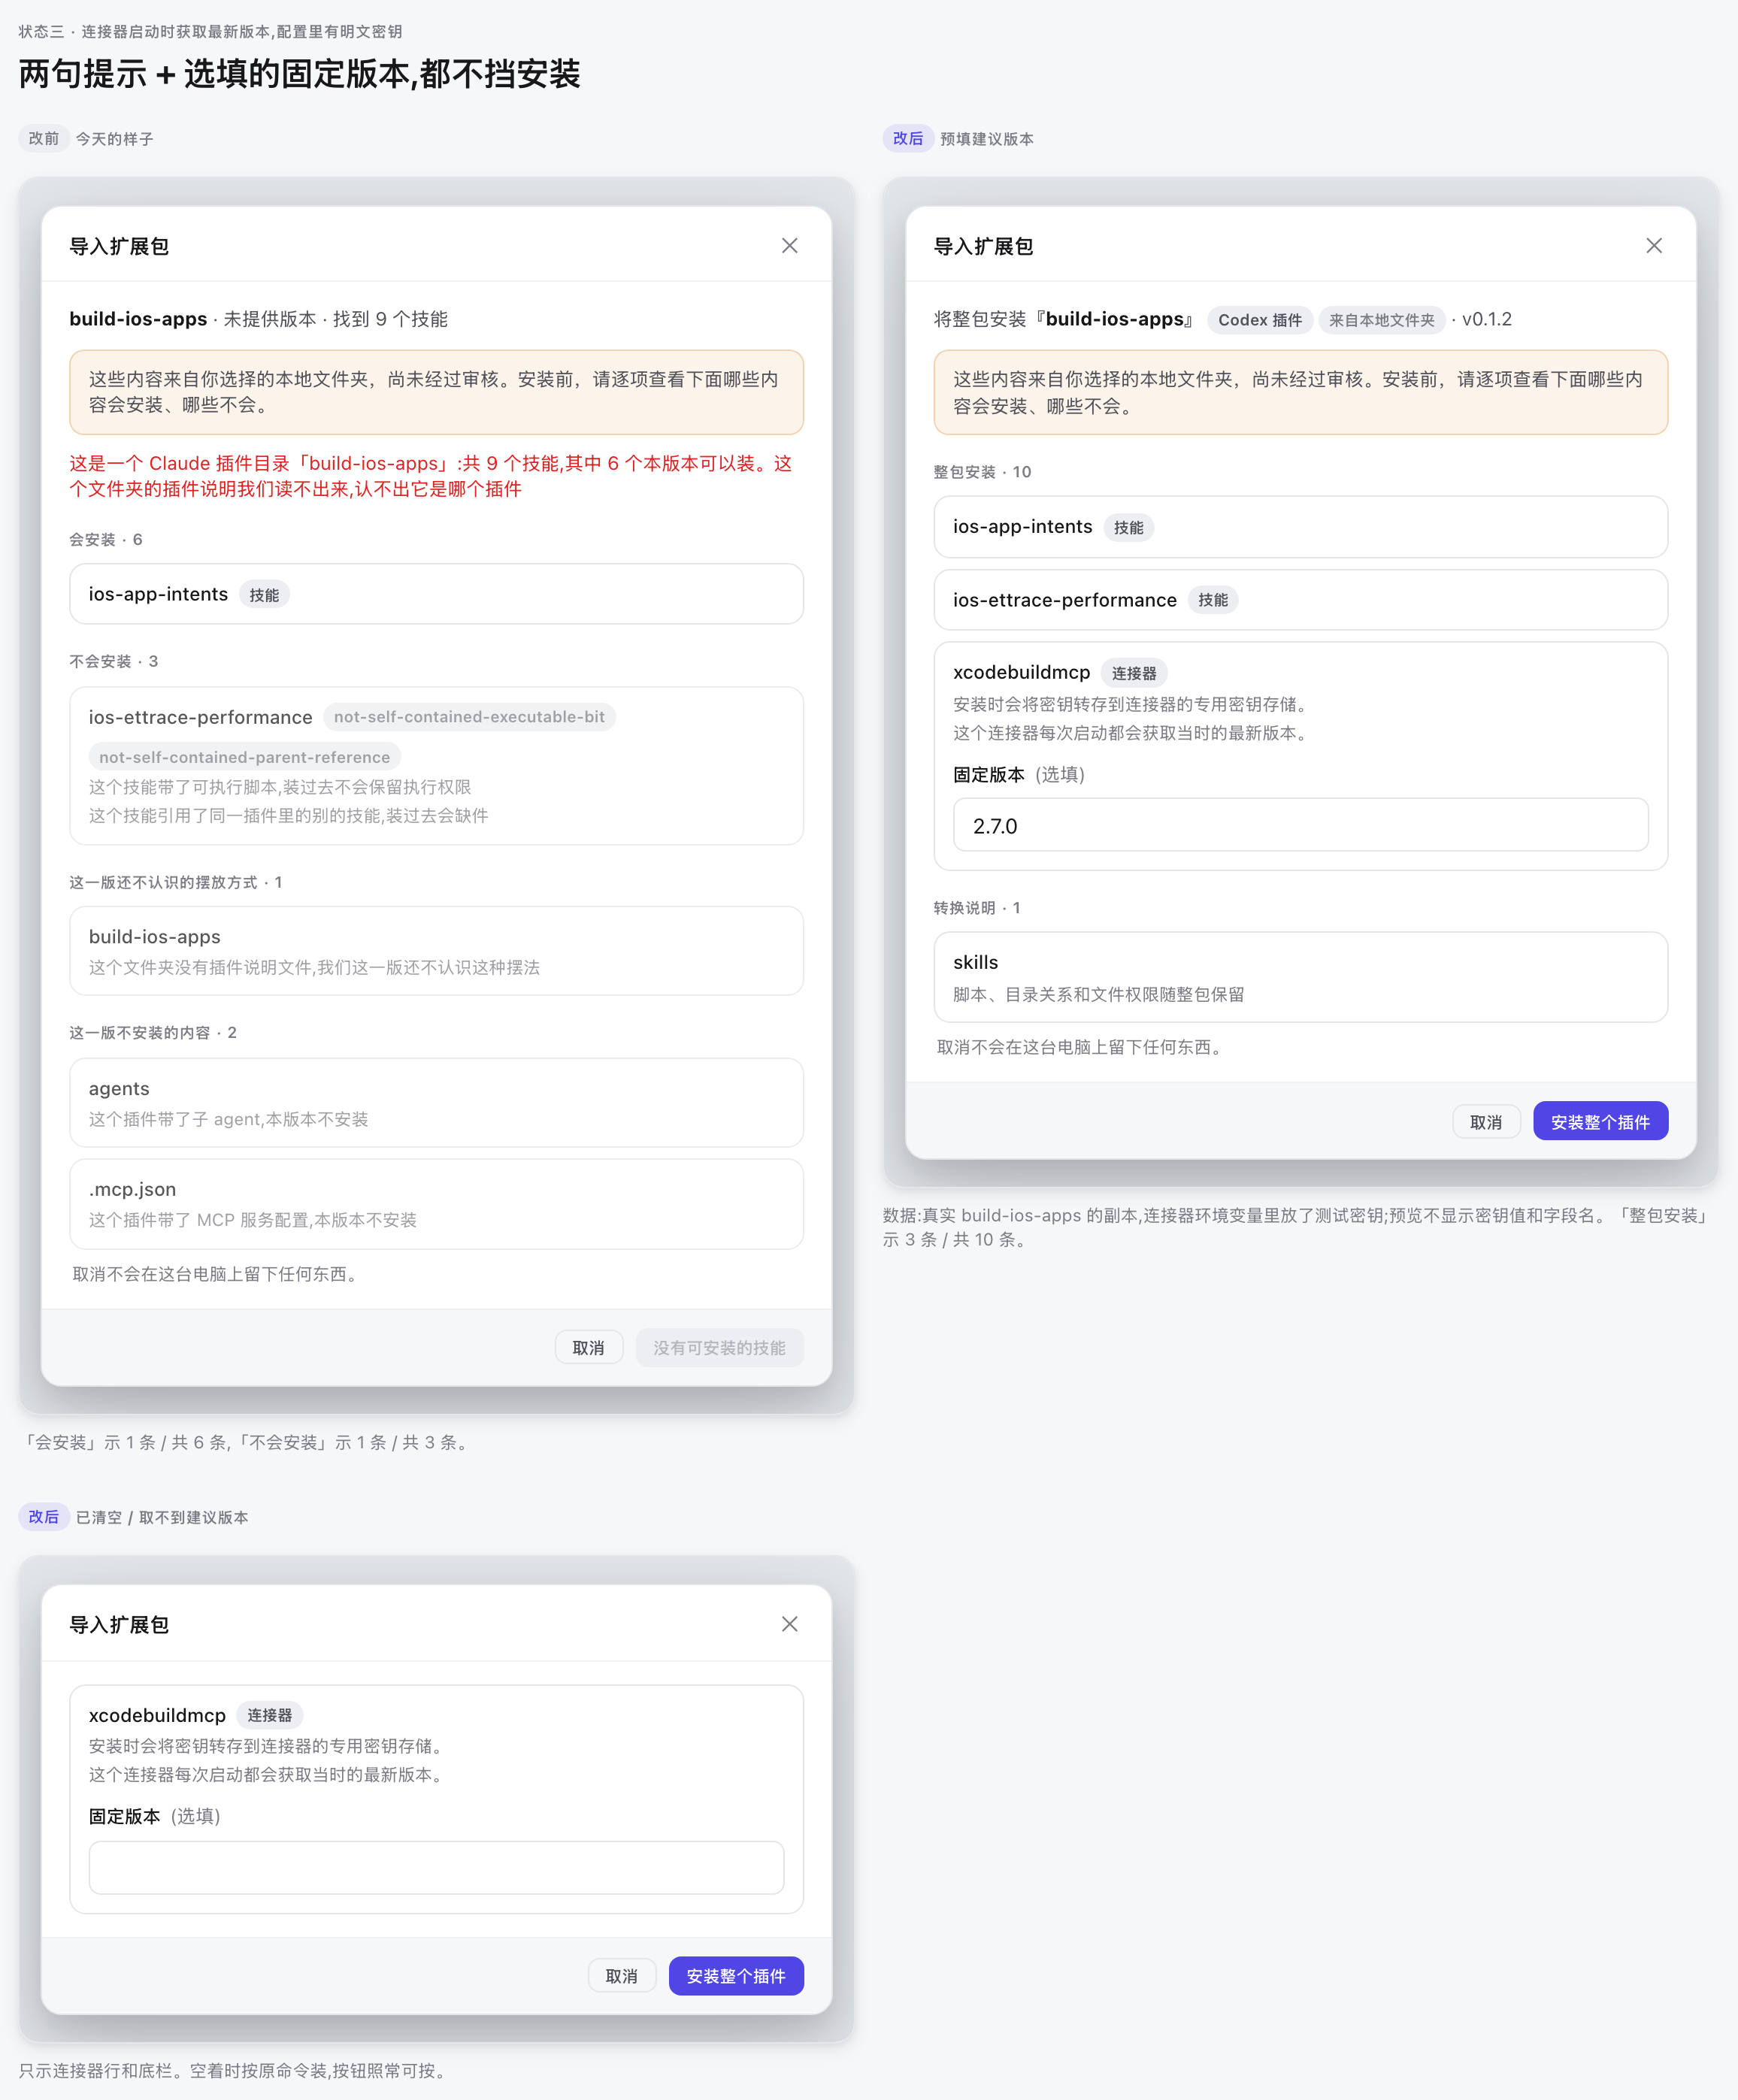 状态三 · 连接器启动时获取最新版本,配置里有明文密钥
两句提示 + 选填的固定版本,都不挡安装
改前 今天的样子
导入扩展包
build-ios-apps · 未提供版本 · 找到 9 个技能
这些内容来自你选择的本地文件夹，尚未经过审核。安装前，请逐项查看下面哪些内
容会安装、哪些不会。
这是一个 Claude 插件目录「build-ios-apps」:共 9 个技能,其中 6 个本版本可以装。这
个文件夹的插件说明我们读不出来,认不出它是哪个插件
会安装 · 6
ios-app-intents 技能
不会安装 · 3
ios-ettrace-performance not-self-contained-executable-bit
not-self-contained-parent-reference
这个技能带了可执行脚本,装过去不会保留执行权限
这个技能引用了同一插件里的别的技能,装过去会缺件
这一版还不认识的摆放方式 · 1
build-ios-apps
这个文件夹没有插件说明文件,我们这一版还不认识这种摆法
这一版不安装的内容 · 2
agents
这个插件带了子 agent,本版本不安装
.mcp.json
这个插件带了 MCP 服务配置,本版本不安装
取消不会在这台电脑上留下任何东西。
取消 没有可安装的技能
「会安装」示 1 条 / 共 6 条,「不会安装」示 1 条 / 共 3 条。
改后 预填建议版本
导入扩展包
将整包安装『build-ios-apps』 Codex 插件 来自本地文件夹 · v0.1.2
这些内容来自你选择的本地文件夹，尚未经过审核。安装前，请逐项查看下面哪些内
容会安装、哪些不会。
整包安装 · 10
ios-app-intents 技能
ios-ettrace-performance 技能
xcodebuildmcp 连接器
安装时会将密钥转存到连接器的专用密钥存储。
这个连接器每次启动都会获取当时的最新版本。
固定版本 (选填)
2.7.0
转换说明 · 1
skills
脚本、目录关系和文件权限随整包保留
取消不会在这台电脑上留下任何东西。
取消 安装整个插件
数据:真实 build-ios-apps 的副本,连接器环境变量里放了测试密钥;预览不显示密钥值和字段名。「整包安装」
示 3 条 / 共 10 条。
改后 已清空 / 取不到建议版本
导入扩展包
xcodebuildmcp 连接器
安装时会将密钥转存到连接器的专用密钥存储。
这个连接器每次启动都会获取当时的最新版本。
固定版本 (选填)
取消 安装整个插件
只示连接器行和底栏。空着时按原命令装,按钮照常可按。